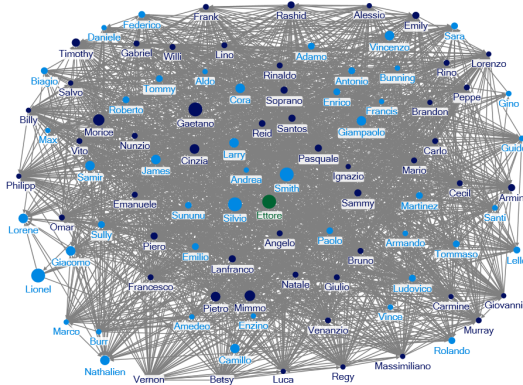 Frank
Rashid
Alessio
Federico
Emily
Daniele
Sara
Timothy
Gabriel
Willi
Lino
Adamo
Vincenzo
Lorenzo
Biagio
Salvo
Tommy
Aldo
Rinaldo
Antonio
Bunning
Rino
Peppe
Gino
Roberto
Cora
Soprano
Enrico
Francis
Brandon
Billy
Max
Morice
Gaetano
Reid
Santos
Giampaolo
Vito
Nunzio
Cinzia
Larry
Pasquale
Carlo
Guido
Philipp
Samir
James
Andrea
Smith
Ignazio
Mario
Cecil
Armin
Emanuele
Sununu
Silvio
Ettore
Sammy
Martinez
Santi
Lorene
Omar
Sully
Piero
Emilio
Angelo
Paolo
Armando
Tommaso
Lelio
Giacomo
Lanfranco
Bruno
Lionel
Francesco
Natale
Giulio
Ludovico
Carmine
Giovanni
Marco
Burr
Pietro
Mimmo
Amedeo
Enzino
Venanzio
Vince
Murray
Nathalien
Camillor
Massimiliano
Rolando
Vernon
Betsy
Luca
Regy